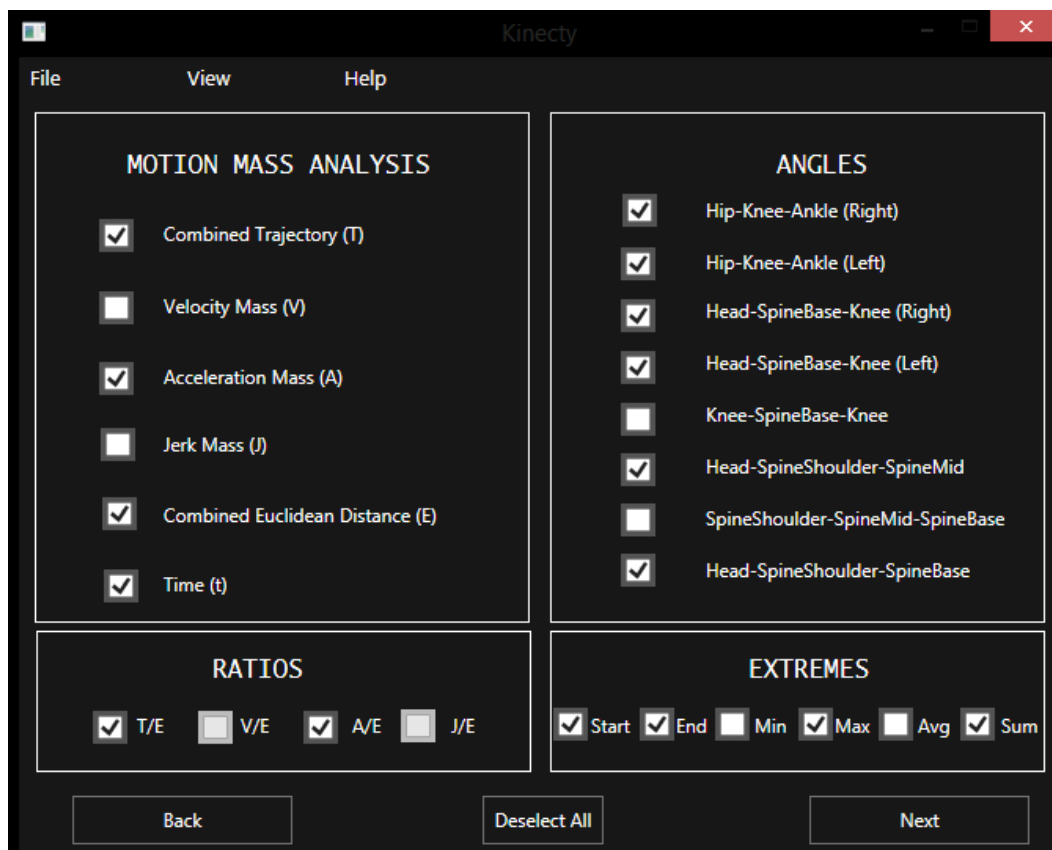 Kinecty
File View Help
MOTION MASS ANALYSIS
Combined Trajectory (T)
Velocity Mass (V)
Acceleration Mass (A)
Jerk Mass (J)
Combined Euclidean Distance (E)
Time (t)
ANGLES
Hip-Knee-Ankle (Right)
Hip-Knee-Ankle (Left)
Head-SpineBase-Knee (Right)
Head-SpineBase-Knee (Left)
Knee-SpineBase-Knee
Head-SpineShoulder-SpineMid
SpineShoulder-SpineMid-SpineBase
Head-SpineShoulder-SpineBase
RATIOS
T/E V/E A/E J/E
EXTREMES
Start End Min Max Avg Sum
Back Deselect All Next